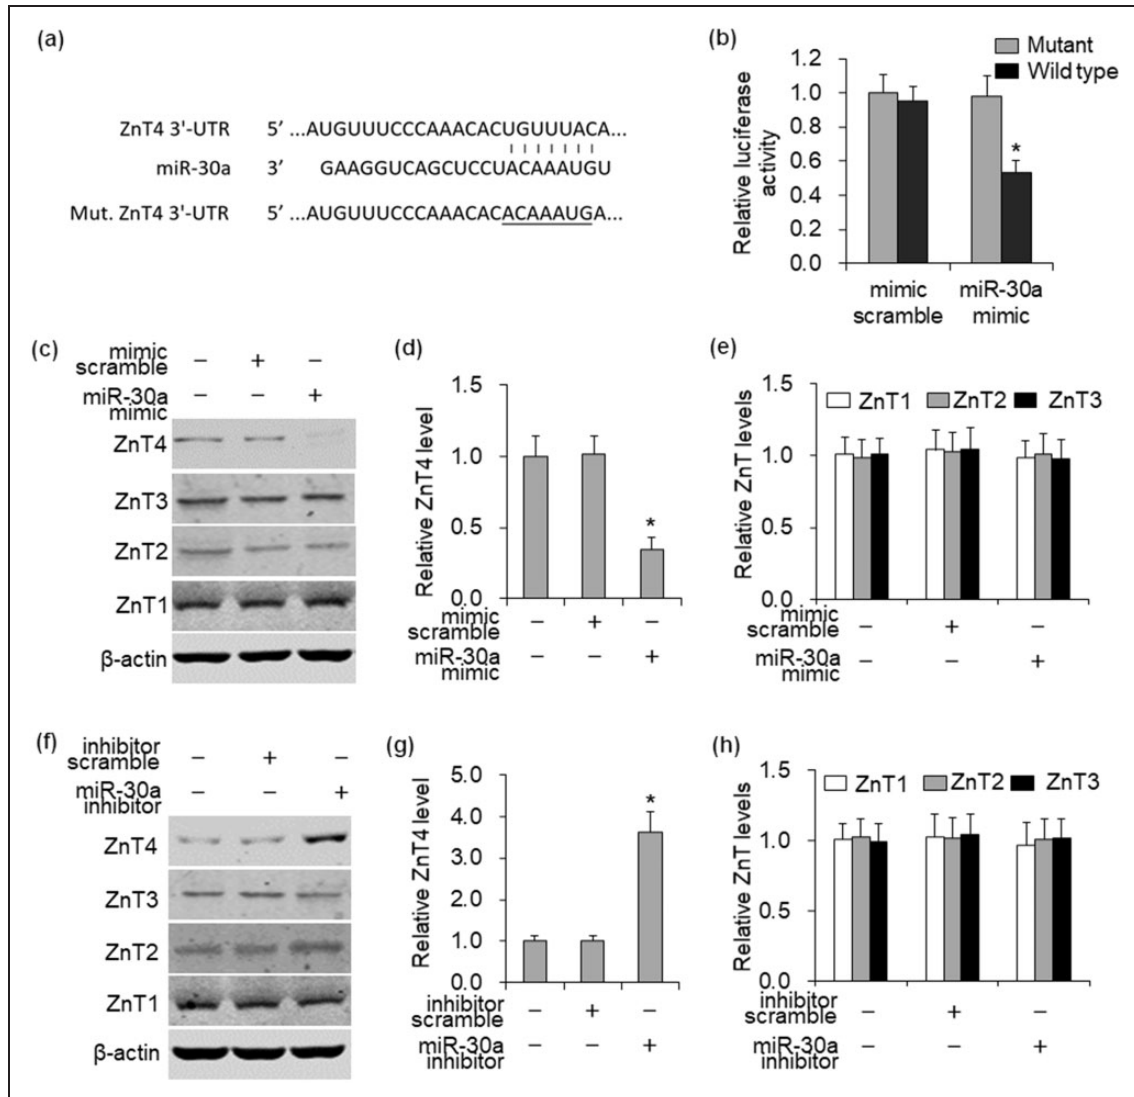 (a)
ZnT4 3'-UTR 5' ...AUGUUUCCCAAACACUGUUUACA...
miR-30a 3' GAAGGUCAGCUCCUACAAAUGU
Mut. ZnT4 3'-UTR 5' ...AUGUUUCCCAAACACACAAAUGA...
(b)
Mutant
Wild type
Relative luciferase
activity
1.2
1.0
0.8
0.6
0.4
0.2
0.0
*
mimic
scramble
miR-30a
mimic
(c)
mimic
scramble – + –
miR-30a
mimic – – +
ZnT4
ZnT3
ZnT2
ZnT1
β-actin
(d)
Relative ZnT4 level
1.5
1.0
0.5
0.0
*
mimic
scramble – + –
miR-30a
mimic – – +
(e)
Relative ZnT levels
1.5
1.0
0.5
0.0
ZnT1 ZnT2 ZnT3
mimic
scramble – + –
miR-30a
mimic – – +
(f)
inhibitor
scramble – + –
miR-30a
inhibitor – – +
ZnT4
ZnT3
ZnT2
ZnT1
β-actin
(g)
Relative ZnT4 level
5.0
4.0
3.0
2.0
1.0
0.0
*
inhibitor
scramble – + –
miR-30a
inhibitor – – +
(h)
Relative ZnT levels
1.5
1.0
0.5
0.0
ZnT1 ZnT2 ZnT3
inhibitor
scramble – + –
miR-30a
inhibitor – – +